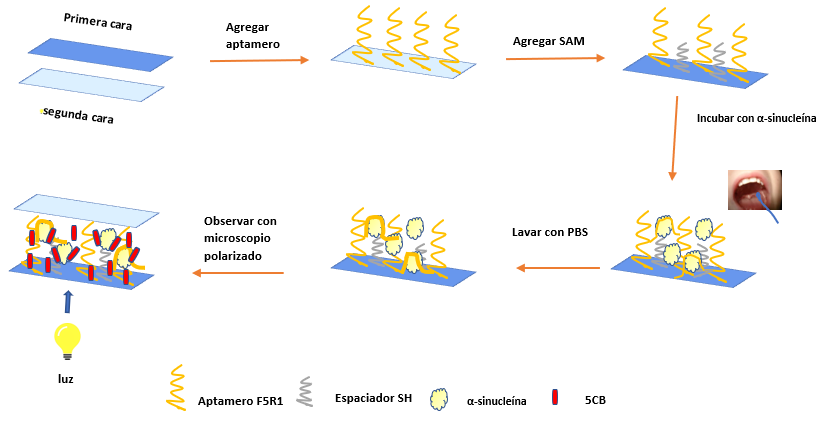 Primera cara
Agregar
aptamero
Agregar SAM
segunda cara
Incubar con α-sinucleína
Observar con
microscopio
polarizado
Lavar con PBS
luz
Aptamero F5R1
Espaciador SH
α-sinucleína
5CB